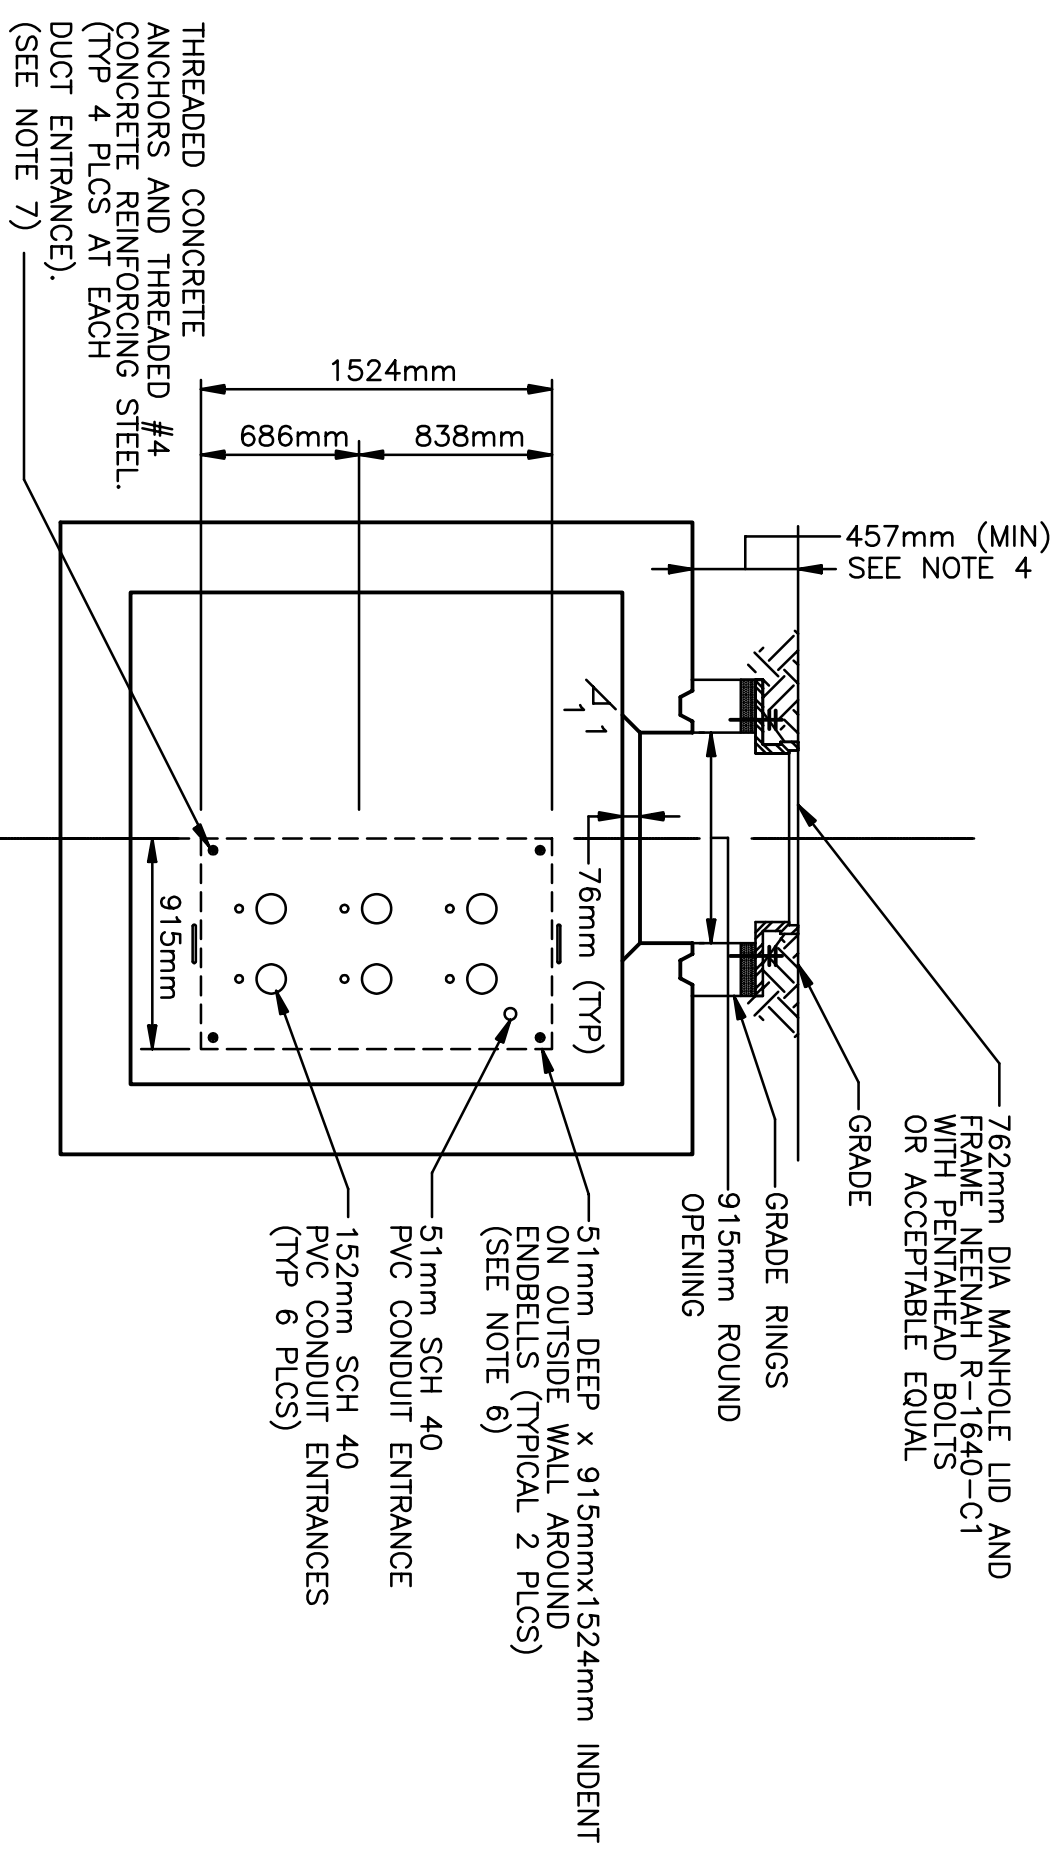 THREADED CONCRETE
ANCHORS AND THREADED #4
CONCRETE REINFORCING STEEL.
(TYP 4 PLCS AT EACH
DUCT ENTRANCE).
(SEE NOTE 7)
1524mm
686mm
838mm
457mm (MIN)
SEE NOTE 4
1
1
76mm (TYP)
915mm
762mm DIA MANHOLE LID AND
FRAME NEENAH R-1640-C1
WITH PENTAHEAD BOLTS
OR ACCEPTABLE EQUAL
GRADE
GRADE RINGS
915mm ROUND
OPENING
51mm DEEP x 915mmx1524mm INDENT
ON OUTSIDE WALL AROUND
ENDBELLS (TYPICAL 2 PLCS)
(SEE NOTE 6)
51mm SCH 40
PVC CONDUIT ENTRANCE
152mm SCH 40
PVC CONDUIT ENTRANCES
(TYP 6 PLCS)